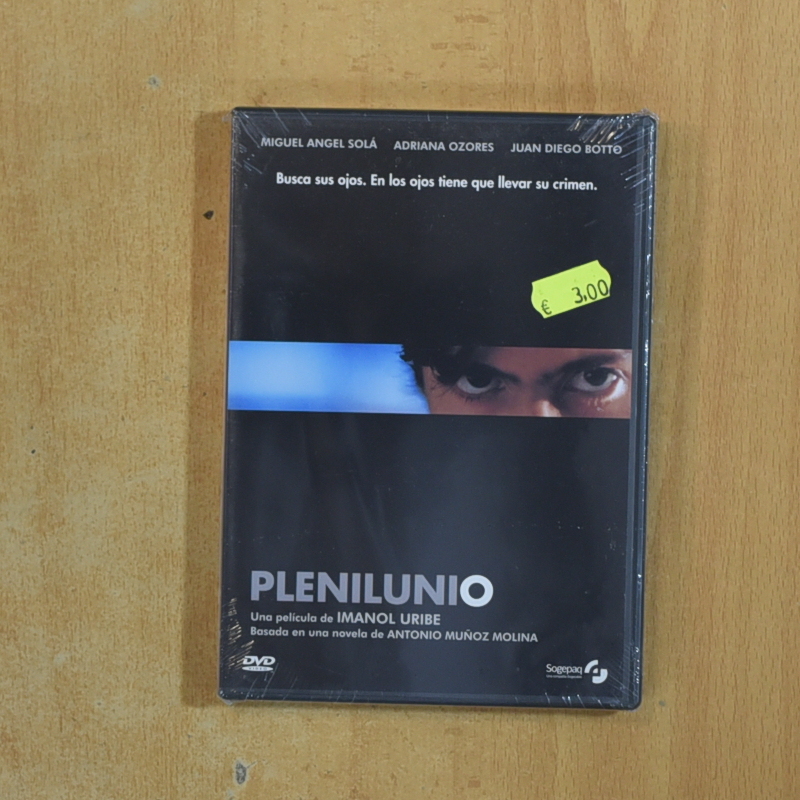 MIGUEL ANGEL SOLÁ ADRIANA OZORES JUAN DIEGO BOTTO
Busca sus ojos. En los ojos tiene que llevar su crimen.
€ 3.00
PLENILUNIO
Una película de IMANOL URIBE
Basada en una novela de ANTONIO MUÑOZ MOLINA
DVD
VIDEO
Sogepaq